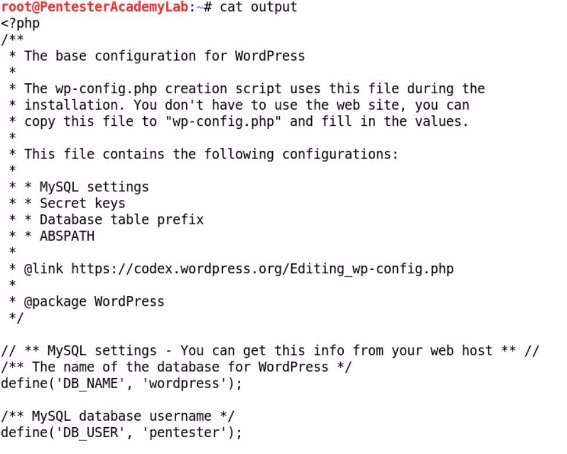 root@PentesterAcademyLab:~# cat output
<?php
/**
 * The base configuration for WordPress
 *
 * The wp-config.php creation script uses this file during the
 * installation. You don't have to use the web site, you can
 * copy this file to "wp-config.php" and fill in the values.
 *
 * This file contains the following configurations:
 *
 * * MySQL settings
 * * Secret keys
 * * Database table prefix
 * * ABSPATH
 *
 * @link https://codex.wordpress.org/Editing_wp-config.php
 *
 * @package WordPress
 */

// ** MySQL settings - You can get this info from your web host ** //
/** The name of the database for WordPress */
define('DB_NAME', 'wordpress');

/** MySQL database username */
define('DB_USER', 'pentester');